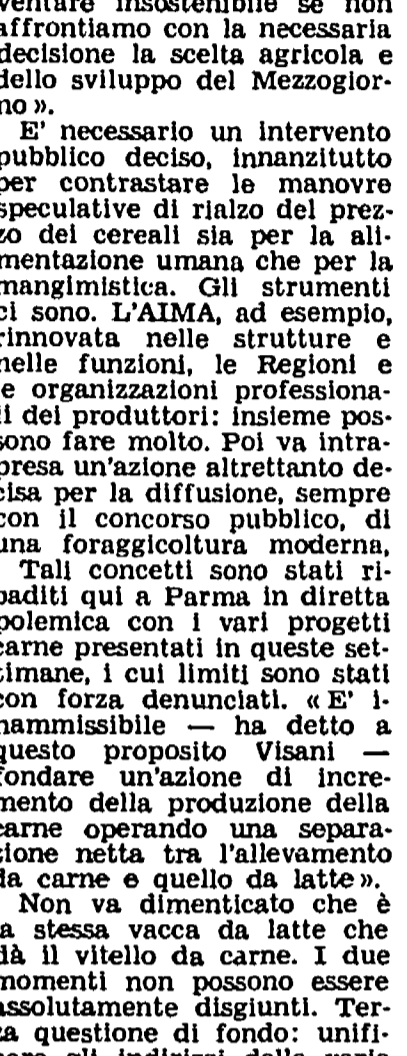 ventare insostenibile se non
affrontiamo con la necessaria
decisione la scelta agricola e
dello sviluppo del Mezzogior-
no ».
E' necessario un intervento
pubblico deciso, innanzitutto
per contrastare le manovre
speculative di rialzo del prez-
zo dei cereali sia per la ali-
mentazione umana che per la
mangimistica. Gli strumenti
ci sono. L'AIMA, ad esempio,
rinnovata nelle strutture e
nelle funzioni, le Regioni e
e organizzazioni professiona-
li dei produttori: insieme pos-
sono fare molto. Poi va intra-
presa un'azione altrettanto de-
cisa per la diffusione, sempre
con il concorso pubblico, di
una foraggicoltura moderna,
Tali concetti sono stati ri-
baditi qui a Parma in diretta
polemica con i vari progetti
carne presentati in queste set-
timane, i cui limiti sono stati
con forza denunciati. « E' i-
nammissibile — ha detto a
questo proposito Visani —
fondare un'azione di incre-
mento della produzione della
carne operando una separa-
zione netta tra l'allevamento
da carne e quello da latte ».
Non va dimenticato che è
a stessa vacca da latte che
dà il vitello da carne. I due
momenti non possono essere
assolutamente disgiunti. Ter-
za questione di fondo: unifi-